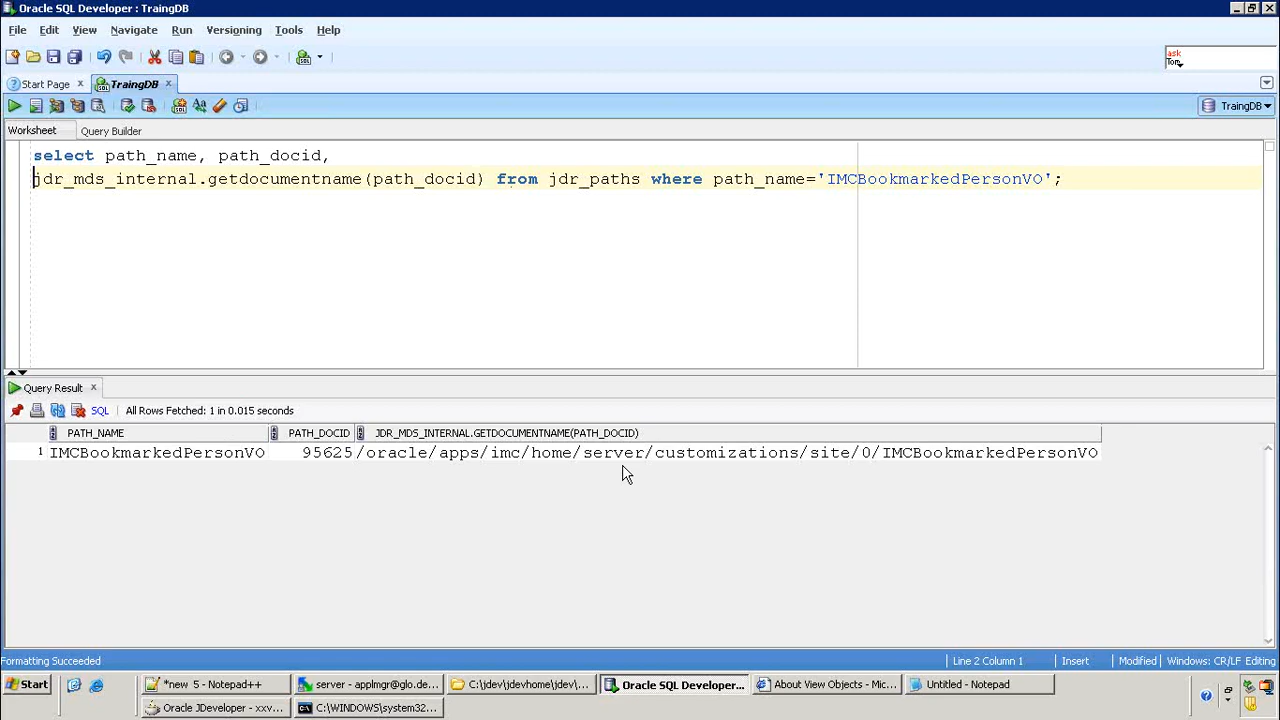 Oracle SQL Developer : TraingDB
File Edit View Navigate Run Versioning Tools Help
ask
Tom
Start Page TraingDB
TraingDB
Worksheet Query Builder
select path_name, path_docid,
jdr_mds_internal.getdocumentname(path_docid) from jdr_paths where path_name='IMCBookmarkedPersonVO';
Query Result
SQL All Rows Fetched: 1 in 0.015 seconds
PATH_NAME PATH_DOCID JDR_MDS_INTERNAL.GETDOCUMENTNAME(PATH_DOCID)
1 IMCBookmarkedPersonVO 95625 /oracle/apps/imc/home/server/customizations/site/0/IMCBookmarkedPersonVO
Formatting Succeeded Line 2 Column 1 Insert Modified Windows: CR/LF Editing
Start *new 5 - Notepad++ server - applmgr@glo.de... C:\jdev\jdevhome\jdev\... Oracle SQL Developer... About View Objects - Mic... Untitled - Notepad
Oracle JDeveloper - xxv... C:\WINDOWS\system32...